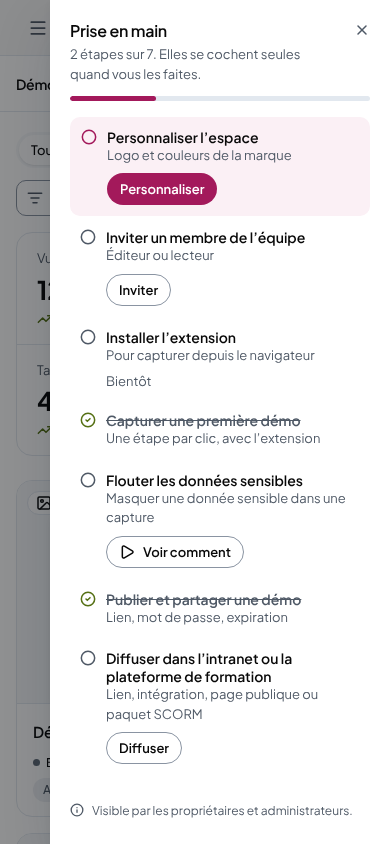 Prise en main
2 étapes sur 7. Elles se cochent seules
quand vous les faites.
Personnaliser l'espace
Logo et couleurs de la marque
Personnaliser
Inviter un membre de l'équipe
Éditeur ou lecteur
Inviter
Installer l'extension
Pour capturer depuis le navigateur
Bientôt
Capturer une première démo
Une étape par clic, avec l'extension
Flouter les données sensibles
Masquer une donnée sensible dans une
capture
Voir comment
Publier et partager une démo
Lien, mot de passe, expiration
Diffuser dans l'intranet ou la
plateforme de formation
Lien, intégration, page publique ou
paquet SCORM
Diffuser
Visible par les propriétaires et administrateurs.